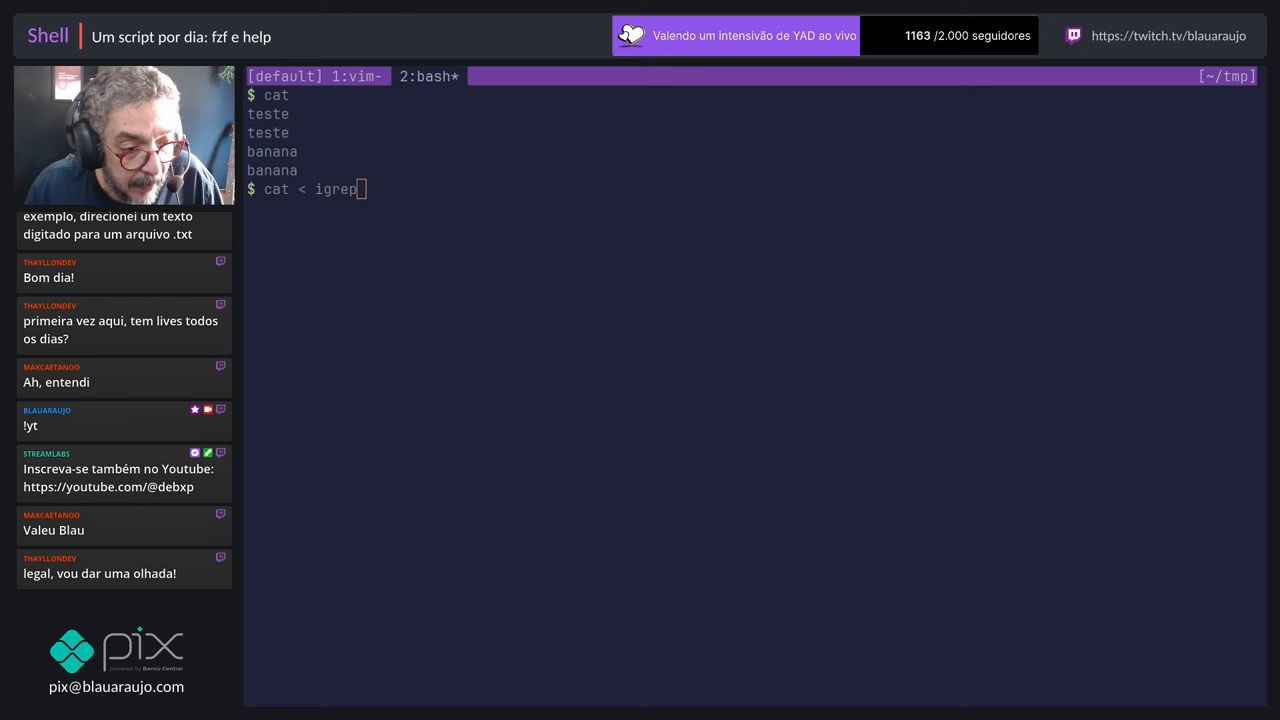 Shell
Um script por dia: fzf e help
Valendo um intensivão de YAD ao vivo
1163 /2.000 seguidores
https://twitch.tv/blauaraujo
[default] 1:vim- 2:bash* [~/tmp]
$ cat
teste
teste
banana
banana
$ cat < igrep
exemplo, direcionei um texto
digitado para um arquivo .txt
THAYLLONDEV
Bom dia!
THAYLLONDEV
primeira vez aqui, tem lives todos
os dias?
MAXCAETANOO
Ah, entendi
BLAUARAUJO
!yt
STREAMLABS
Inscreva-se também no Youtube:
https://youtube.com/@debxp
MAXCAETANOO
Valeu Blau
THAYLLONDEV
legal, vou dar uma olhada!
pix
powered by Banco Central
pix@blauaraujo.com